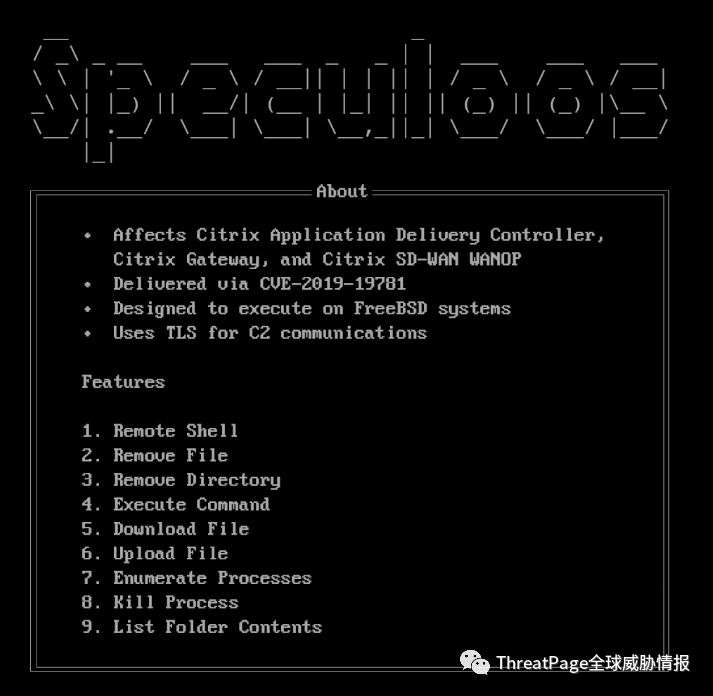 Speculoos
About
• Affects Citrix Application Delivery Controller,
Citrix Gateway, and Citrix SD-WAN WANOP
• Delivered via CVE-2019-19781
• Designed to execute on FreeBSD systems
• Uses TLS for C2 communications
Features
1. Remote Shell
2. Remove File
3. Remove Directory
4. Execute Command
5. Download File
6. Upload File
7. Enumerate Processes
8. Kill Process
9. List Folder Contents
ThreatPage全球威胁情报